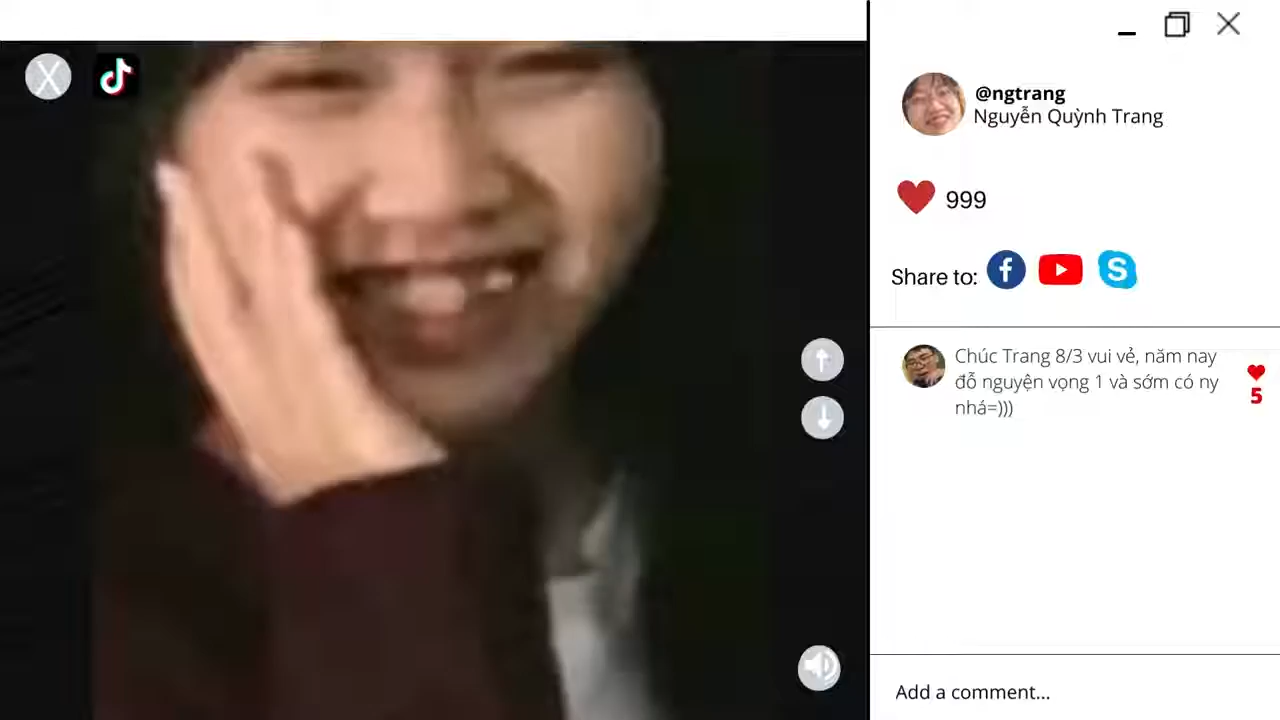 @ngtrang
Nguyễn Quỳnh Trang
999
Share to:
Chúc Trang 8/3 vui vẻ, năm nay
đỗ nguyện vọng 1 và sớm có ny
nhá=)))
5
Add a comment...